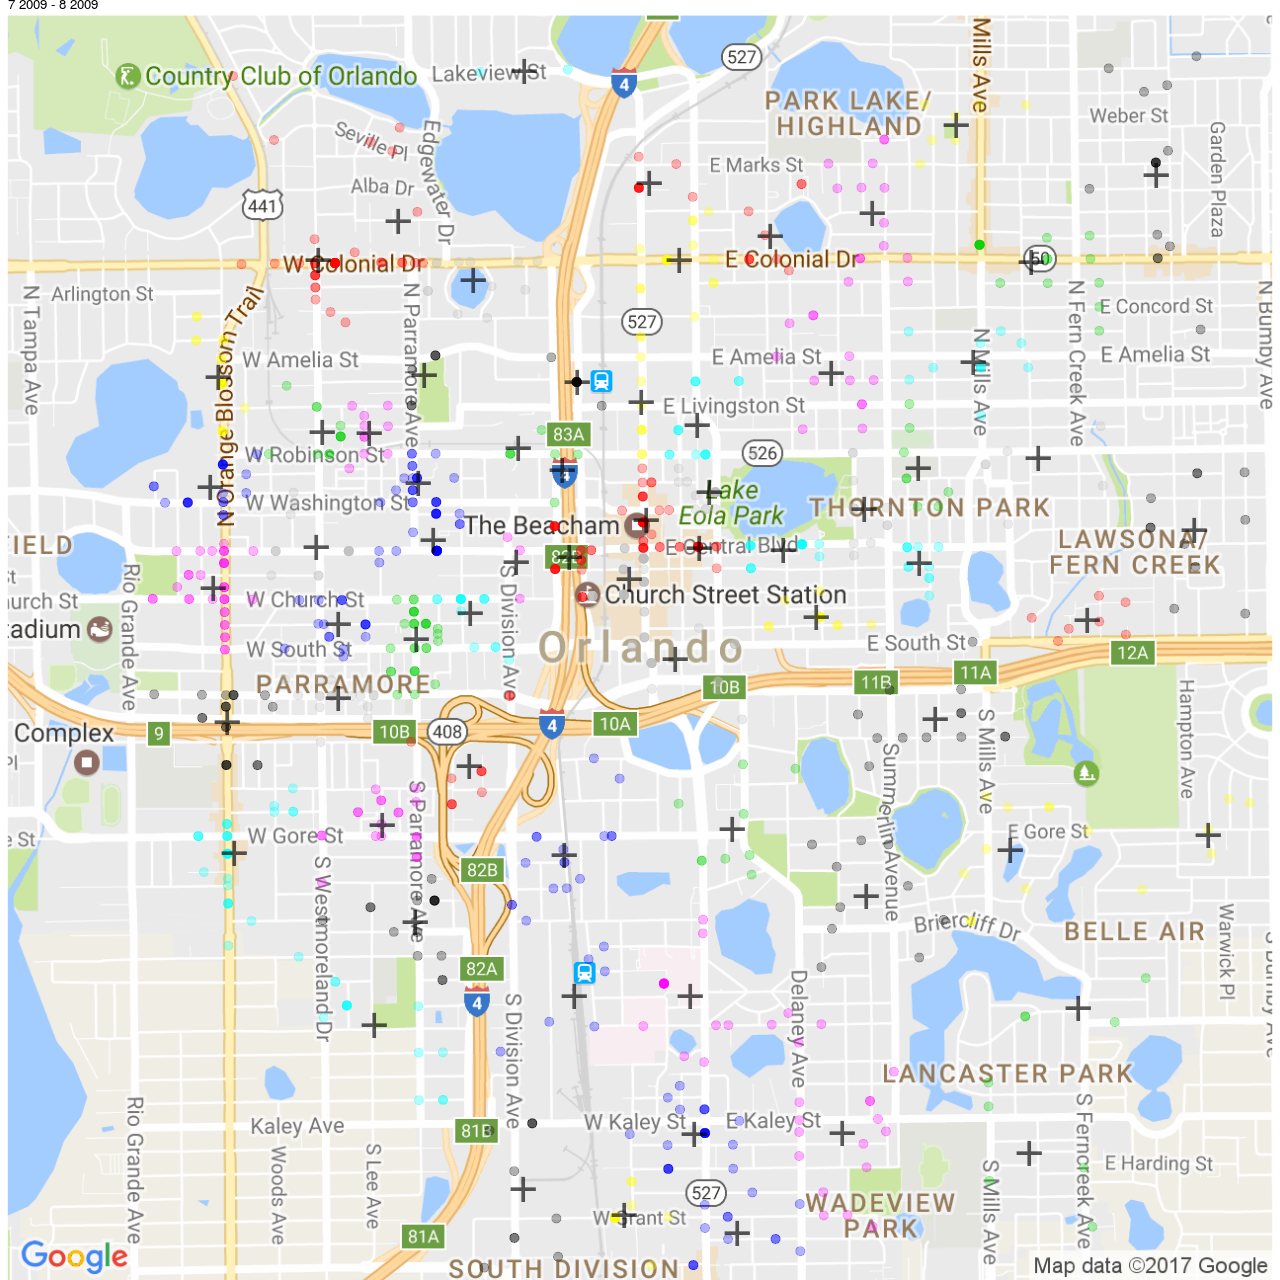 7 2009 - 8 2009
Country Club of Orlando
Lakeview St
527
4
Mills Ave
PARK LAKE/
HIGHLAND
Weber St
Seville Pl
Edgewater Dr
E Marks St
Garden Plaza
Alba Dr
441
W Colonial Dr
E Colonial Dr
50
Arlington St
N Tampa Ave
N Orange Blossom Trail
N Parramore Ave
527
N Mills Ave
N Fern Creek Ave
E Concord St
N Bumby Ave
W Amelia St
E Amelia St
E Amelia St
E Livingston St
83A
W Robinson St
526
4
W Washington St
Lake
Eola Park
THORNTON PARK
The Beacham
FIELD
E Central Blvd
LAWSONA/
FERN CREEK
Rio Grande Ave
S Division Ave
W Church St
Church Street Station
W South St
Orlando
E South St
12A
PARRAMORE
10B
11B
11A
Complex
9
10B
408
4
10A
S Mills Ave
Hampton Ave
Summerlin Avenue
S Parramore Ave
W Gore St
E Gore St
82B
S Westmoreland Dr
Briercliff Dr
BELLE AIR
Warwick Pl
82A
4
S Division Ave
Delaney Ave
LANCASTER PARK
Rio Grande Ave
Kaley Ave
81B
W Kaley St
E Kaley St
S Ferncreek Ave
Woods Ave
S Lee Ave
S Mills Ave
E Harding St
527
W Grant St
WADEVIEW
PARK
81A
Google
SOUTH DIVISION
Map data ©2017 Google